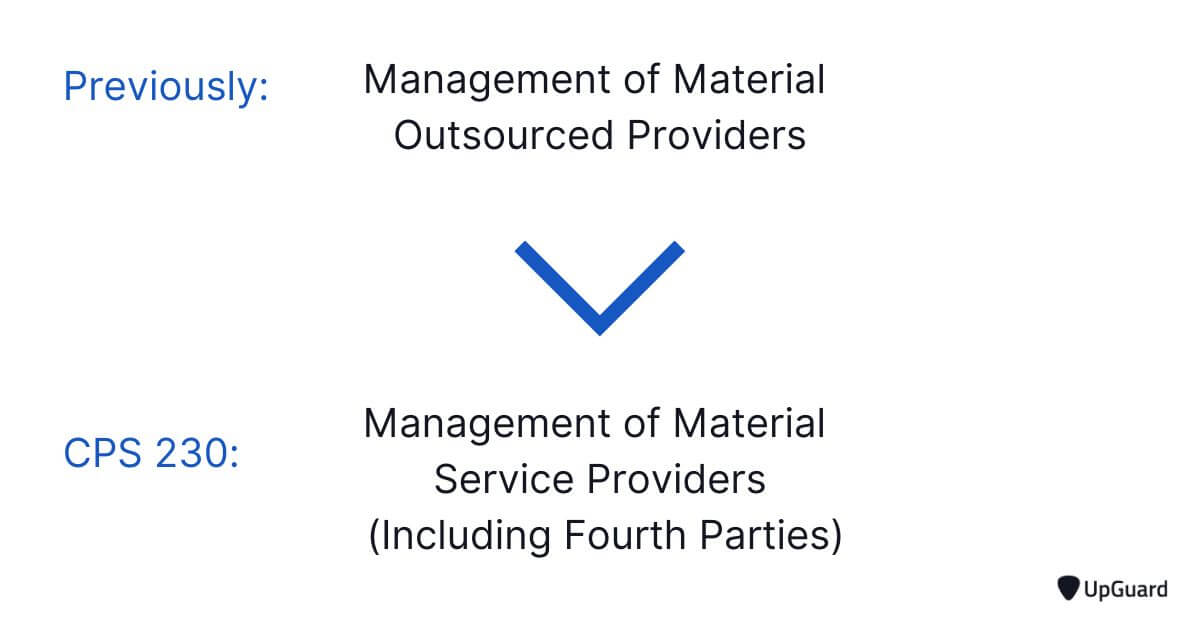 Previously:
Management of Material
Outsourced Providers
CPS 230:
Management of Material
Service Providers
(Including Fourth Parties)
UpGuard